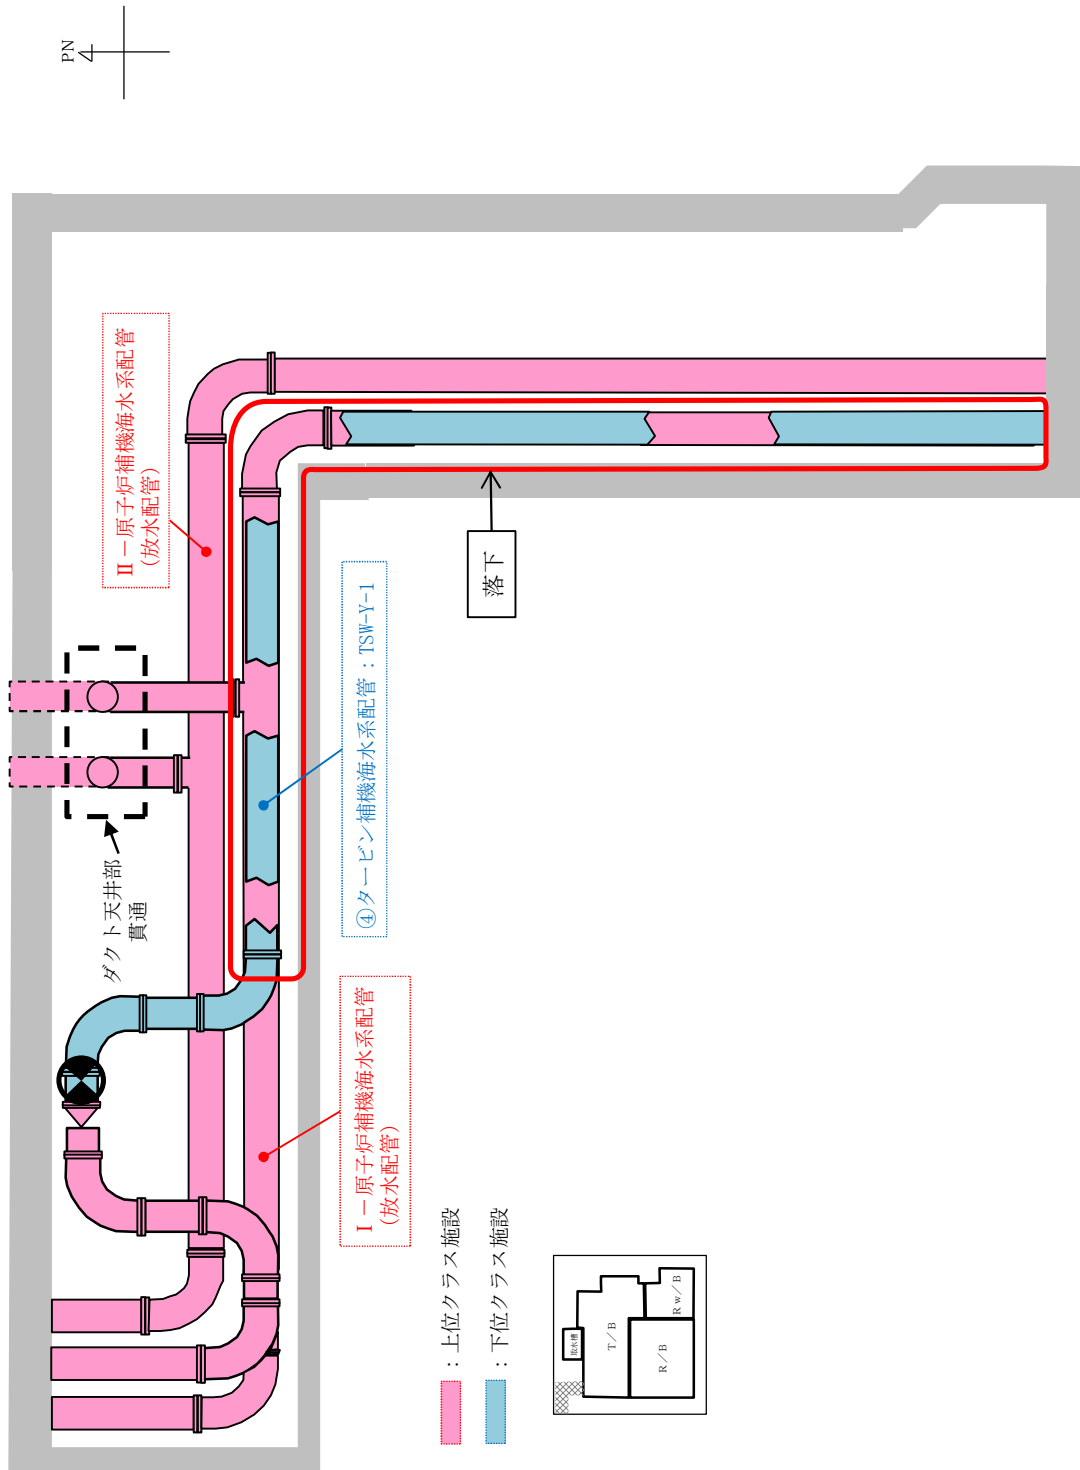 PN
Ⅱ－原子炉補機海水系配管
(放水配管)
ダクト天井部
貫通
④タービン補機海水系配管：TSW-Y-1
落下
Ⅰ－原子炉補機海水系配管
(放水配管)
：上位クラス施設
：下位クラス施設
取水槽
T／B
R／B
Rw／B